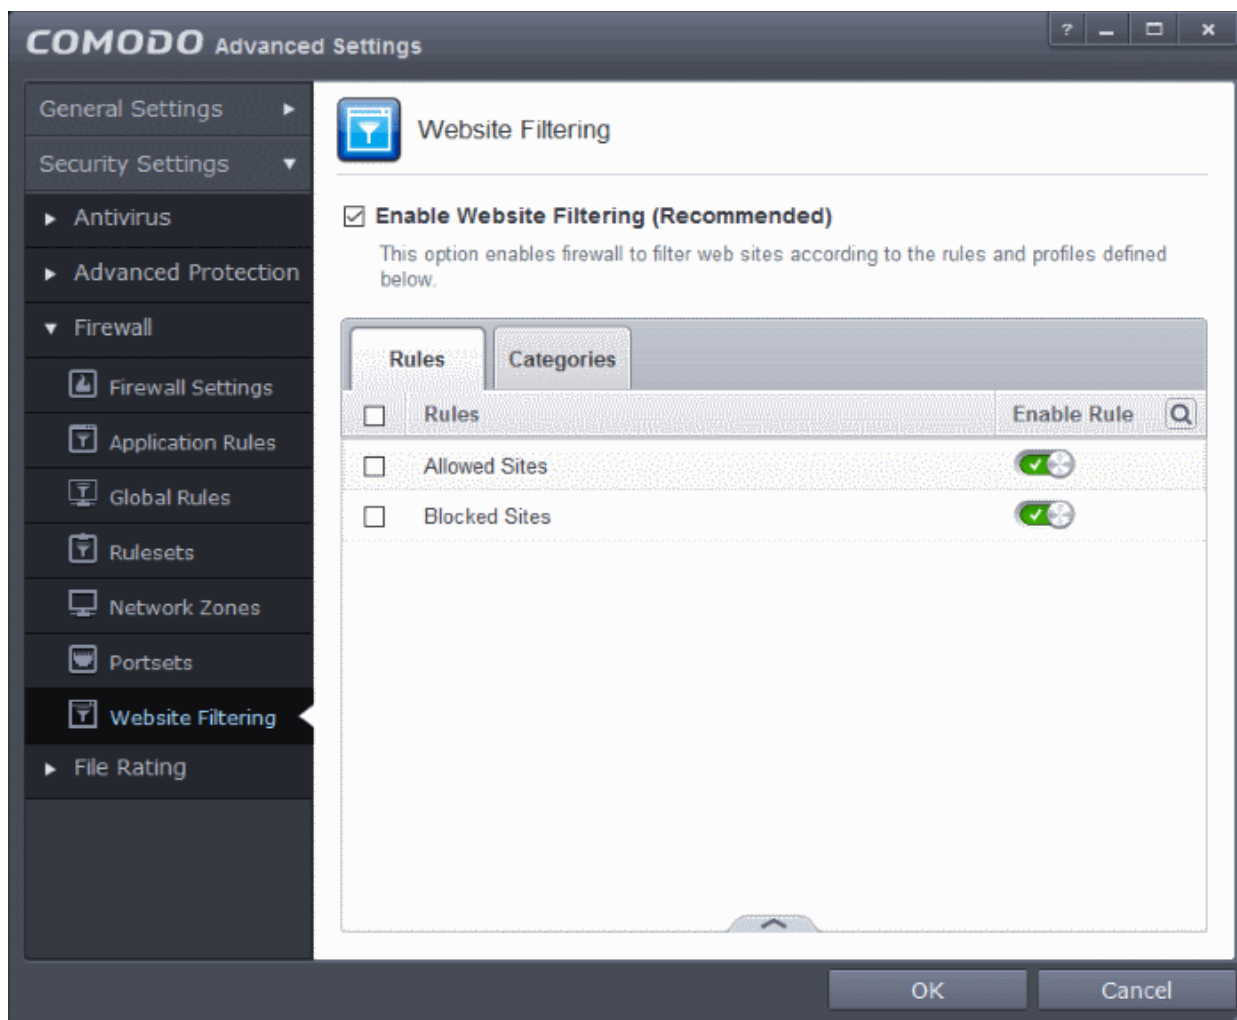 COMODO Advanced Settings
?
General Settings
Security Settings
Antivirus
Advanced Protection
Firewall
Firewall Settings
Application Rules
Global Rules
Rulesets
Network Zones
Portsets
Website Filtering
File Rating
Website Filtering
Enable Website Filtering (Recommended)
This option enables firewall to filter web sites according to the rules and profiles defined
below.
Rules Categories
Rules Enable Rule
Allowed Sites
Blocked Sites
OK Cancel